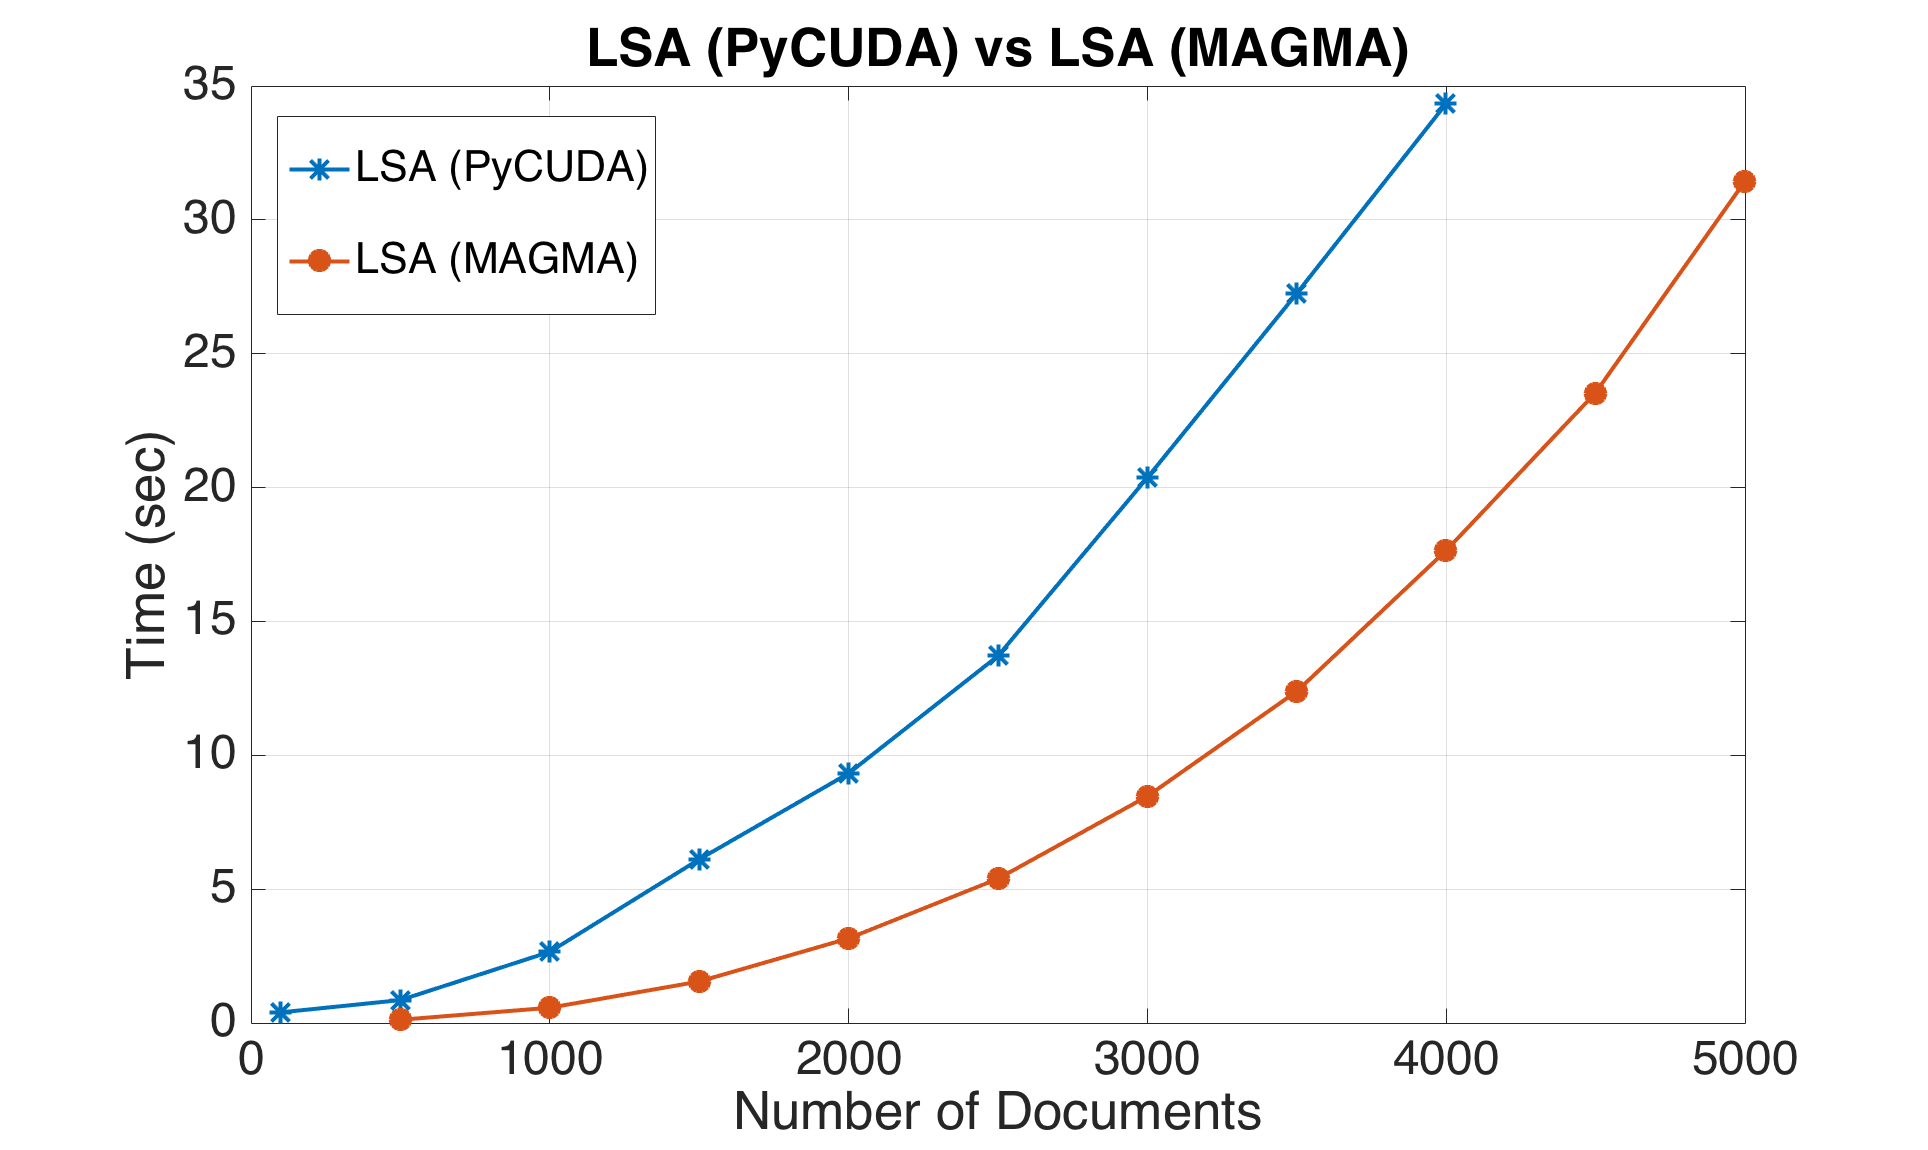 LSA (PyCUDA) vs LSA (MAGMA)
35
30
25
20
15
10
5
0
Time (sec)
LSA (PyCUDA)
LSA (MAGMA)
0 1000 2000 3000 4000 5000
Number of Documents